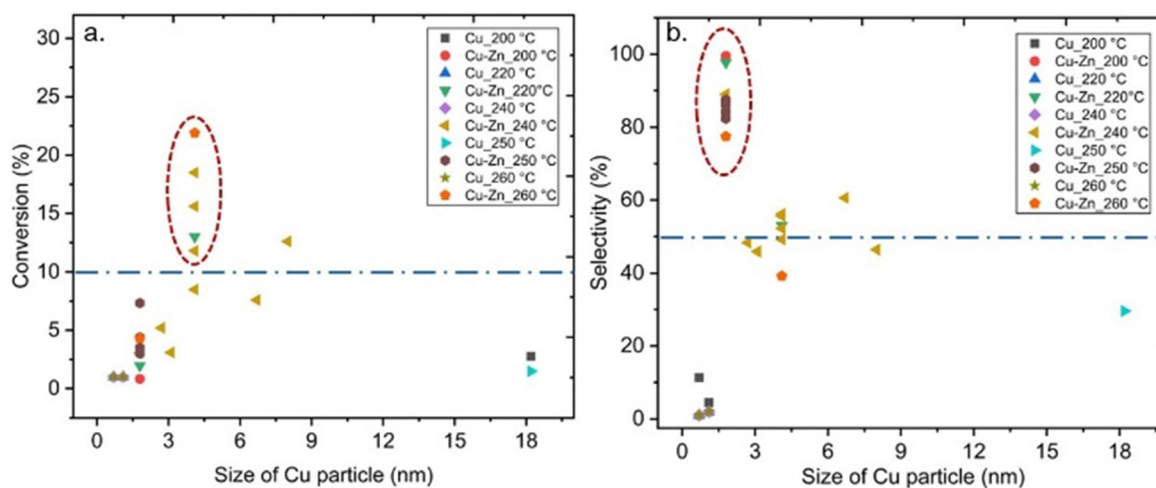 a.
Conversion (%)
30
25
20
15
10
5
0
Cu_200 °C
Cu-Zn_200 °C
Cu_220 °C
Cu-Zn_220°C
Cu_240 °C
Cu-Zn_240 °C
Cu_250 °C
Cu-Zn_250 °C
Cu_260 °C
Cu-Zn_260 °C
0 3 6 9 12 15 18
Size of Cu particle (nm)
b.
Selectivity (%)
100
80
60
40
20
0
Cu_200 °C
Cu-Zn_200 °C
Cu_220 °C
Cu-Zn_220°C
Cu_240 °C
Cu-Zn_240 °C
Cu_250 °C
Cu-Zn_250 °C
Cu_260 °C
Cu-Zn_260 °C
0 3 6 9 12 15 18
Size of Cu particle (nm)